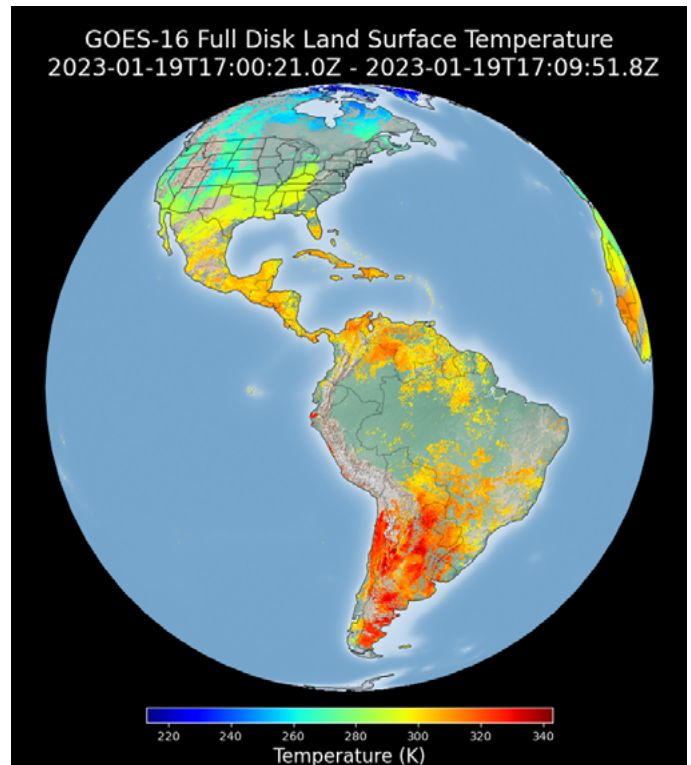 GOES-16 Full Disk Land Surface Temperature
2023-01-19T17:00:21.0Z - 2023-01-19T17:09:51.8Z
220 240 260 280 300 320 340
Temperature (K)